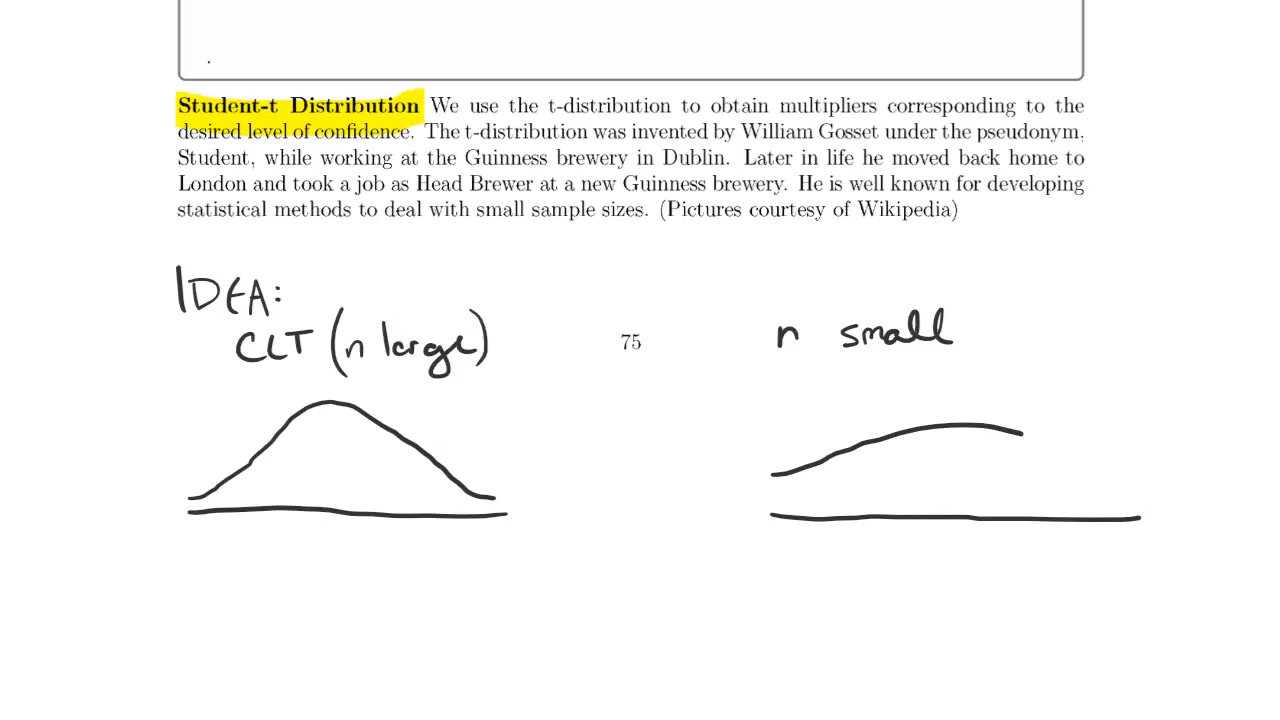 Student-t Distribution We use the t-distribution to obtain multipliers corresponding to the
desired level of confidence. The t-distribution was invented by William Gosset under the pseudonym,
Student, while working at the Guinness brewery in Dublin. Later in life he moved back home to
London and took a job as Head Brewer at a new Guinness brewery. He is well known for developing
statistical methods to deal with small sample sizes. (Pictures courtesy of Wikipedia)
IDEA:
CLT (n large)
75
n small